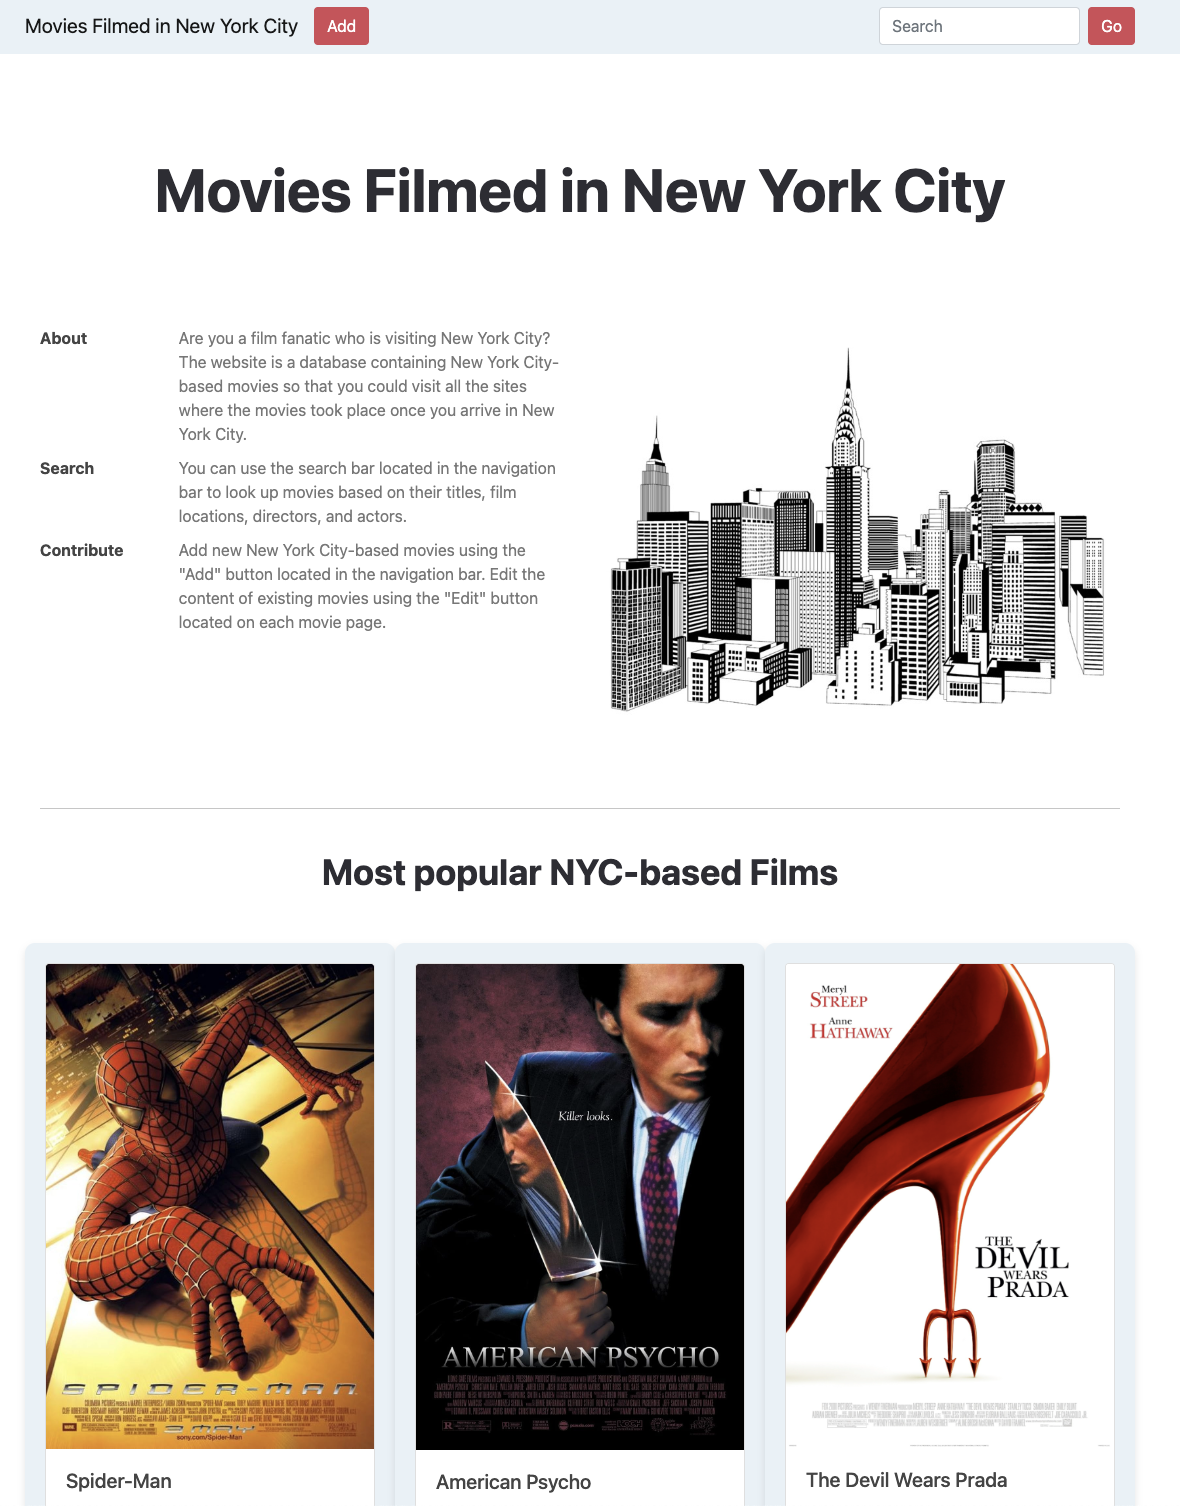 Movies Filmed in New York City
Add
Search
Go
Movies Filmed in New York City
About
Are you a film fanatic who is visiting New York City?
The website is a database containing New York City-
based movies so that you could visit all the sites
where the movies took place once you arrive in New
York City.
Search
You can use the search bar located in the navigation
bar to look up movies based on their titles, film
locations, directors, and actors.
Contribute
Add new New York City-based movies using the
"Add" button located in the navigation bar. Edit the
content of existing movies using the "Edit" button
located on each movie page.
Most popular NYC-based Films
SPIDER-MAN
3 MAY
sony.com/Spider-Man
Spider-Man
Killer looks.
AMERICAN PSYCHO
American Psycho
Meryl
STREEP
Anne
HATHAWAY
THE
DEVIL
WEARS
PRADA
The Devil Wears Prada